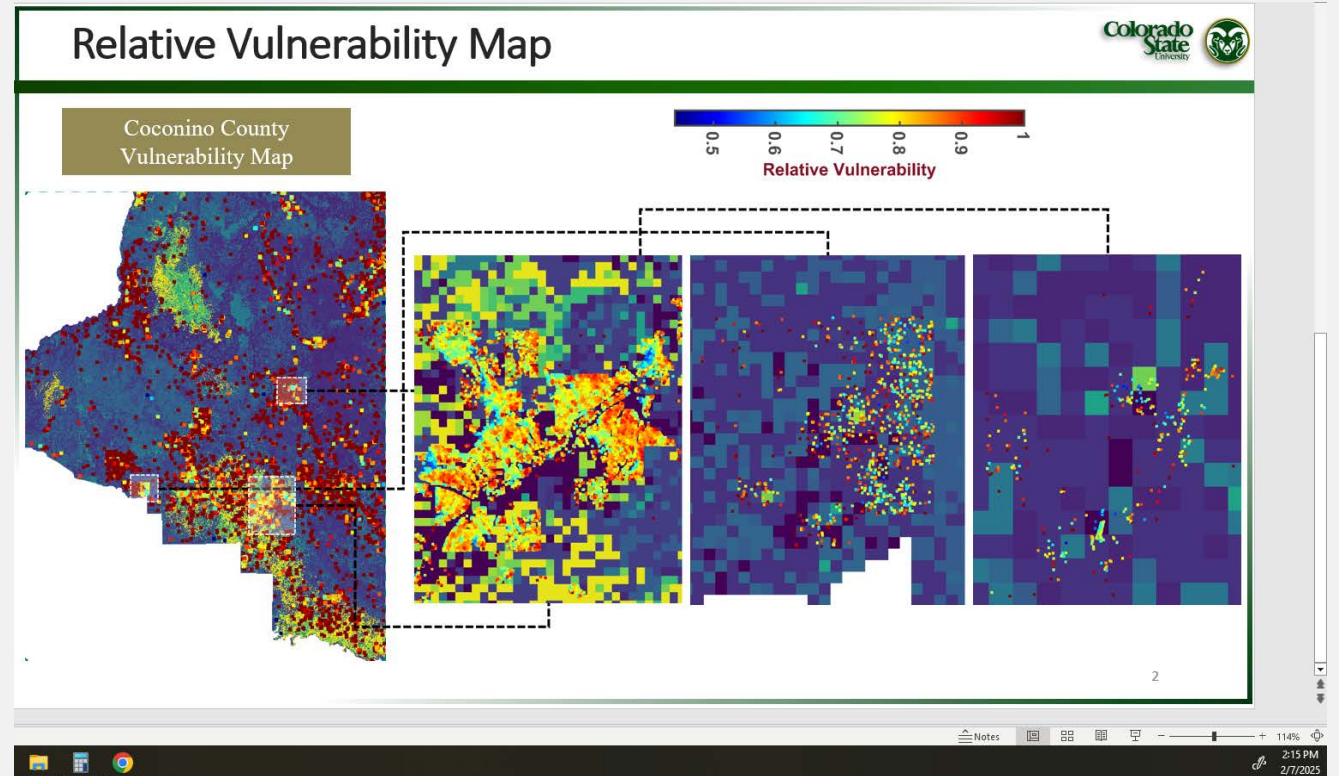 Relative Vulnerability Map
Colorado
State
University
Coconino County
Vulnerability Map
0.5
0.6
0.7
0.8
0.9
1
Relative Vulnerability
2
Notes
114%
2:15 PM
2/7/2025